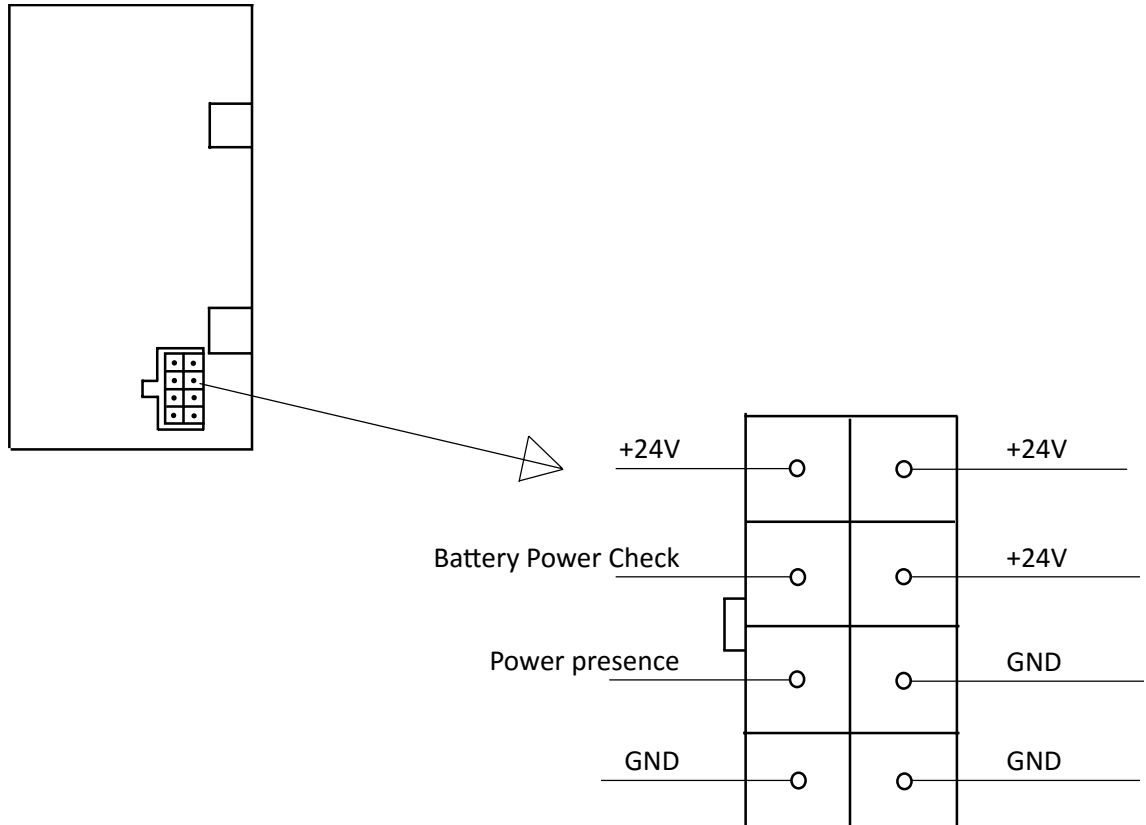 +24V
+24V
Battery Power Check
+24V
Power presence
GND
GND
GND